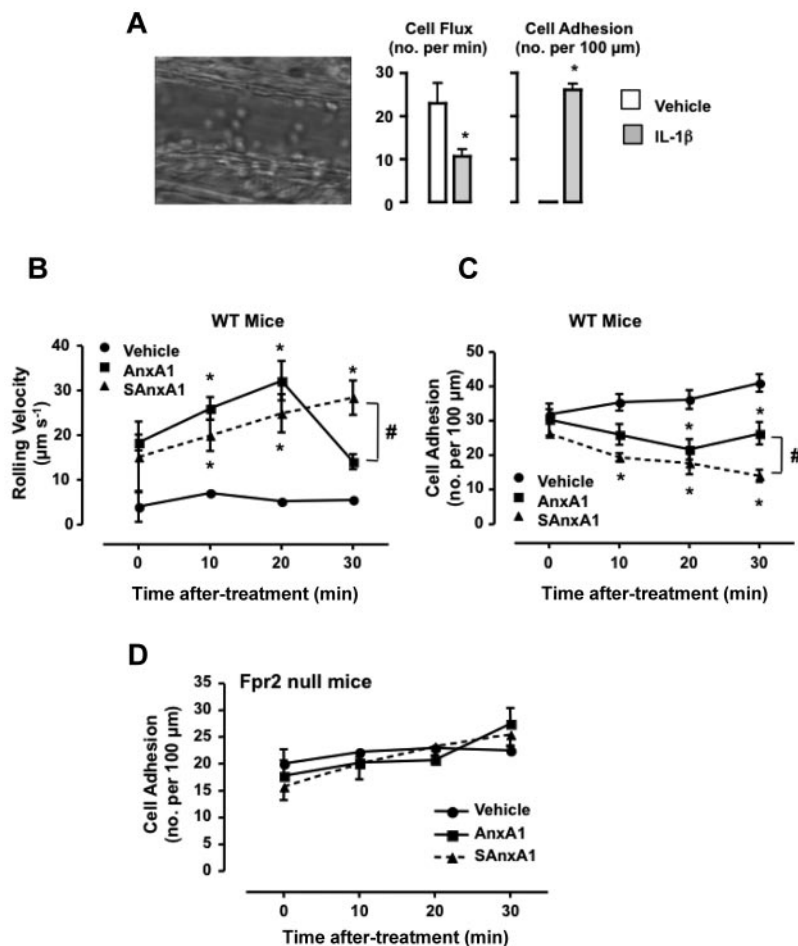 A
Cell Flux
(no. per min)
Cell Adhesion
(no. per 100 µm)
30
20
10
0
*
*
Vehicle
IL-1β
B
WT Mice
Vehicle
AnxA1
SAnxA1
Rolling Velocity
(µm s⁻¹)
40
30
20
10
0
*
*
*
*
*
#
0 10 20 30
Time after-treatment (min)
C
WT Mice
Cell Adhesion
(no. per 100 µm)
50
40
30
20
10
0
Vehicle
AnxA1
SAnxA1
*
*
*
*
*
#
0 10 20 30
Time after-treatment (min)
D
Fpr2 null mice
Cell Adhesion
(no. per 100 µm)
35
30
25
20
15
10
5
0
Vehicle
AnxA1
SAnxA1
0 10 20 30
Time after-treatment (min)